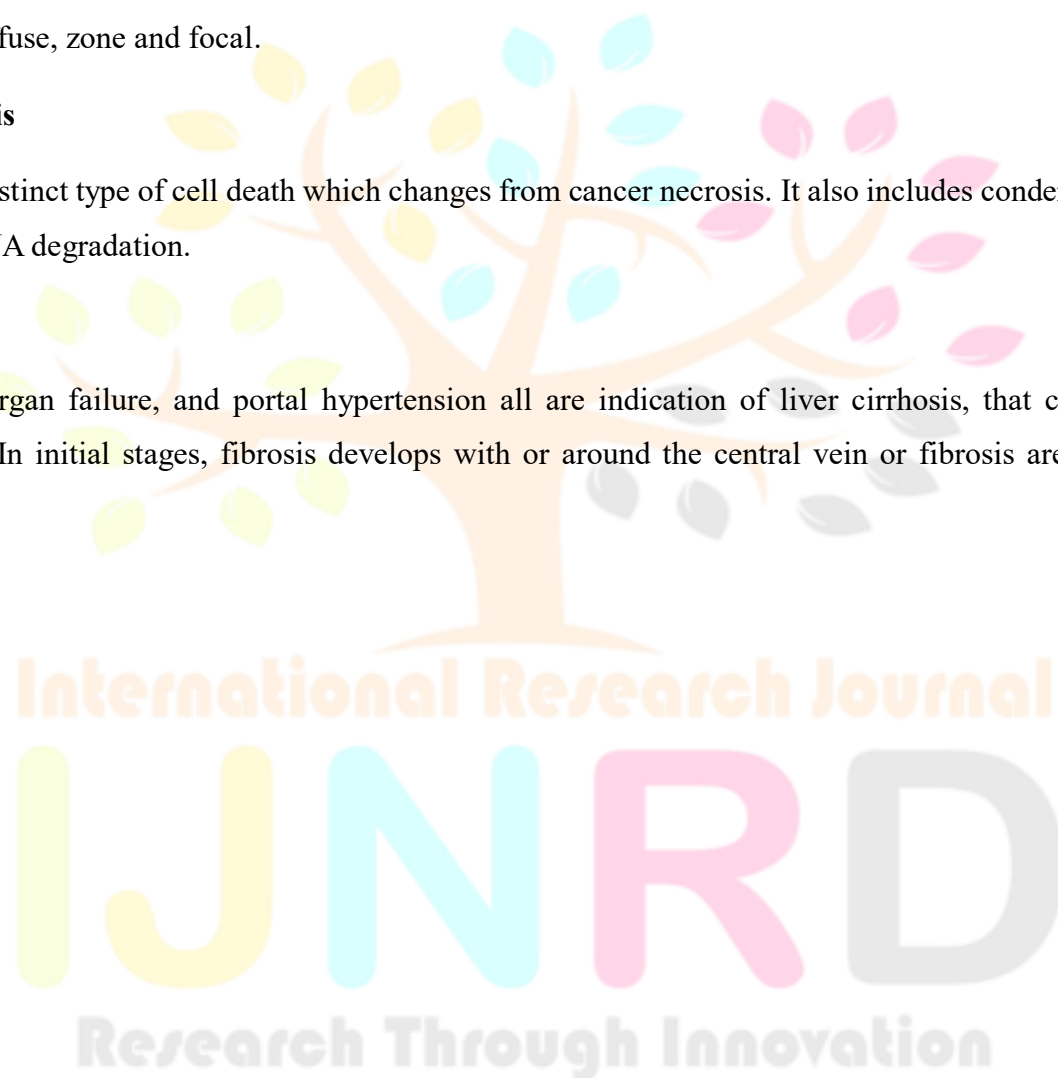 fuse, zone and focal.
is
stinct type of cell death which changes from cancer necrosis. It also includes conde
A degradation.
rgan failure, and portal hypertension all are indication of liver cirrhosis, that c
In initial stages, fibrosis develops with or around the central vein or fibrosis are
International Research Journal
IJNRD
Research Through Innovation